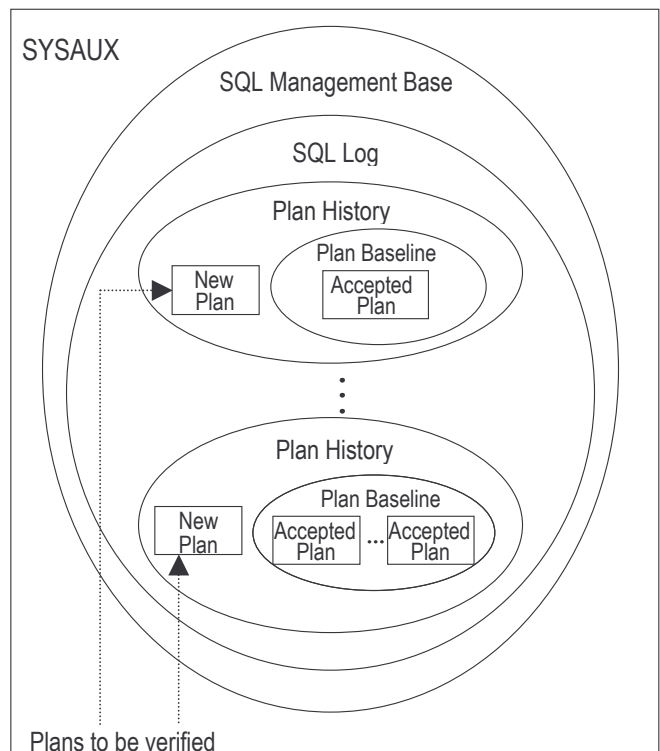 SYSAUX
SQL Management Base
SQL Log
Plan History
Plan Baseline
New
Plan
Accepted
Plan
Plan History
Plan Baseline
New
Plan
Accepted
Plan
...
Accepted
Plan
Plans to be verified